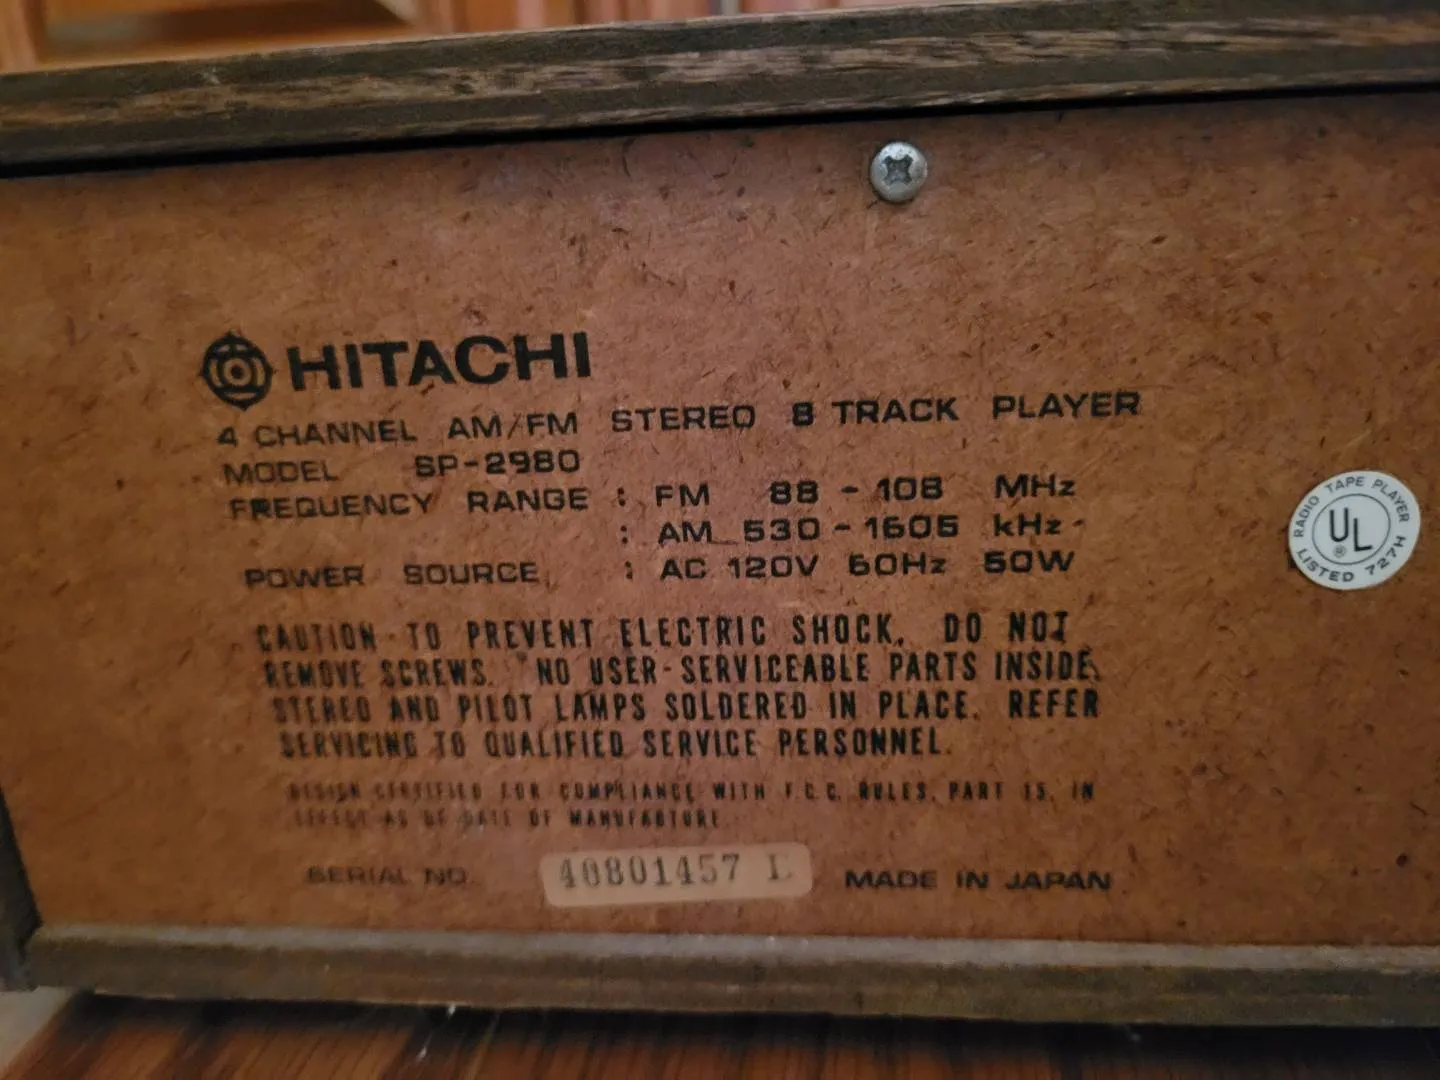 HITACHI
4 CHANNEL AM/FM STEREO 8 TRACK PLAYER
MODEL SP-2980
FREQUENCY RANGE : FM 88 - 108 MHz
: AM 530 - 1605 kHz
POWER SOURCE : AC 120V 60Hz 50W
CAUTION - TO PREVENT ELECTRIC SHOCK, DO NOT
REMOVE SCREWS. NO USER-SERVICEABLE PARTS INSIDE.
STEREO AND PILOT LAMPS SOLDERED IN PLACE. REFER
SERVICING TO QUALIFIED SERVICE PERSONNEL.
DESIGN CERTIFIED FOR COMPLIANCE WITH F.C.C. RULES, PART 15, IN
EFFECT AS OF DATE OF MANUFACTURE.
SERIAL NO. 40801457 L MADE IN JAPAN
RADIO TAPE PLAYER
UL ®
LISTED 727H